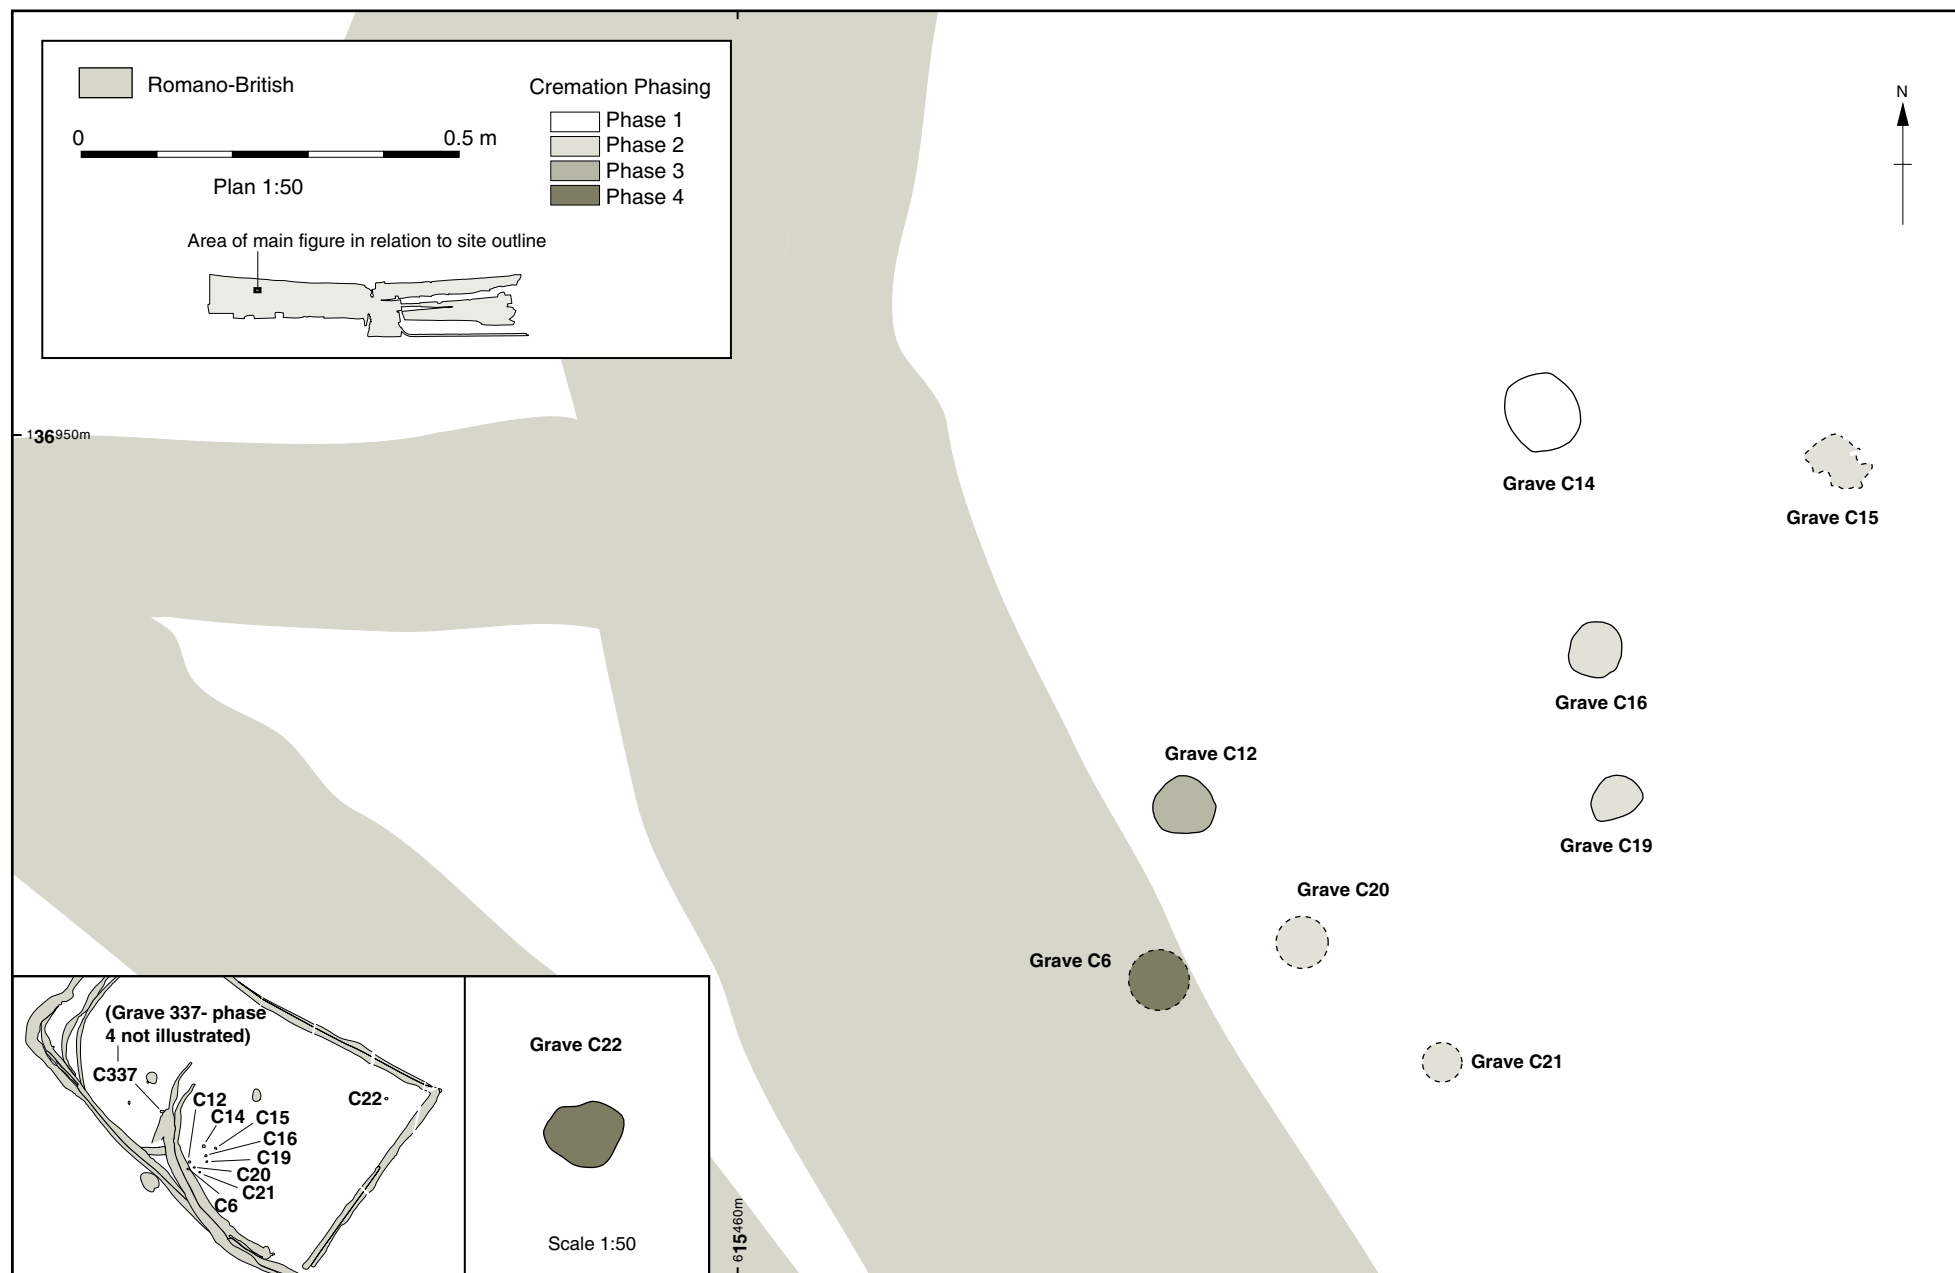 Romano-British
Cremation Phasing
Phase 1
Phase 2
Phase 3
Phase 4
0 0.5 m
Plan 1:50
Area of main figure in relation to site outline
N
136950m
Grave C14
Grave C15
Grave C16
Grave C12
Grave C19
Grave C20
Grave C6
Grave C21
(Grave 337- phase
4 not illustrated)
C337
C12
C14
C15
C16
C19
C20
C21
C6
C22
Grave C22
Scale 1:50
615460m